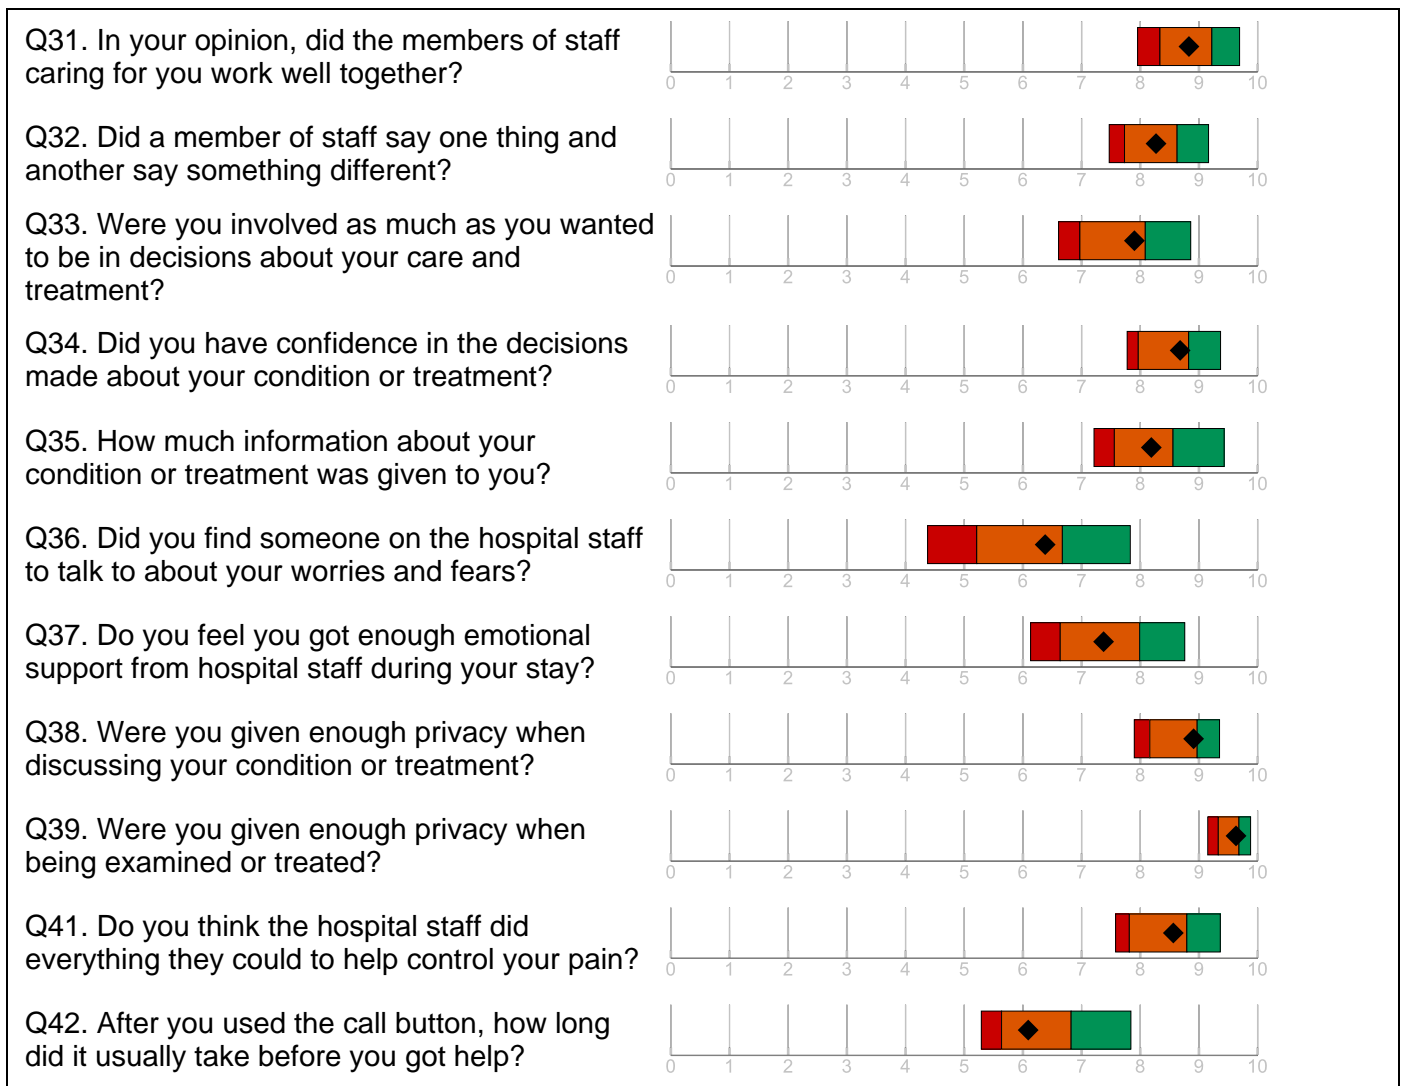 Q31. In your opinion, did the members of staff
caring for you work well together?
0 1 2 3 4 5 6 7 8 9 10
Q32. Did a member of staff say one thing and
another say something different?
0 1 2 3 4 5 6 7 8 9 10
Q33. Were you involved as much as you wanted
to be in decisions about your care and
treatment?
0 1 2 3 4 5 6 7 8 9 10
Q34. Did you have confidence in the decisions
made about your condition or treatment?
0 1 2 3 4 5 6 7 8 9 10
Q35. How much information about your
condition or treatment was given to you?
0 1 2 3 4 5 6 7 8 9 10
Q36. Did you find someone on the hospital staff
to talk to about your worries and fears?
0 1 2 3 4 5 6 7 8 9 10
Q37. Do you feel you got enough emotional
support from hospital staff during your stay?
0 1 2 3 4 5 6 7 8 9 10
Q38. Were you given enough privacy when
discussing your condition or treatment?
0 1 2 3 4 5 6 7 8 9 10
Q39. Were you given enough privacy when
being examined or treated?
0 1 2 3 4 5 6 7 8 9 10
Q41. Do you think the hospital staff did
everything they could to help control your pain?
0 1 2 3 4 5 6 7 8 9 10
Q42. After you used the call button, how long
did it usually take before you got help?
0 1 2 3 4 5 6 7 8 9 10